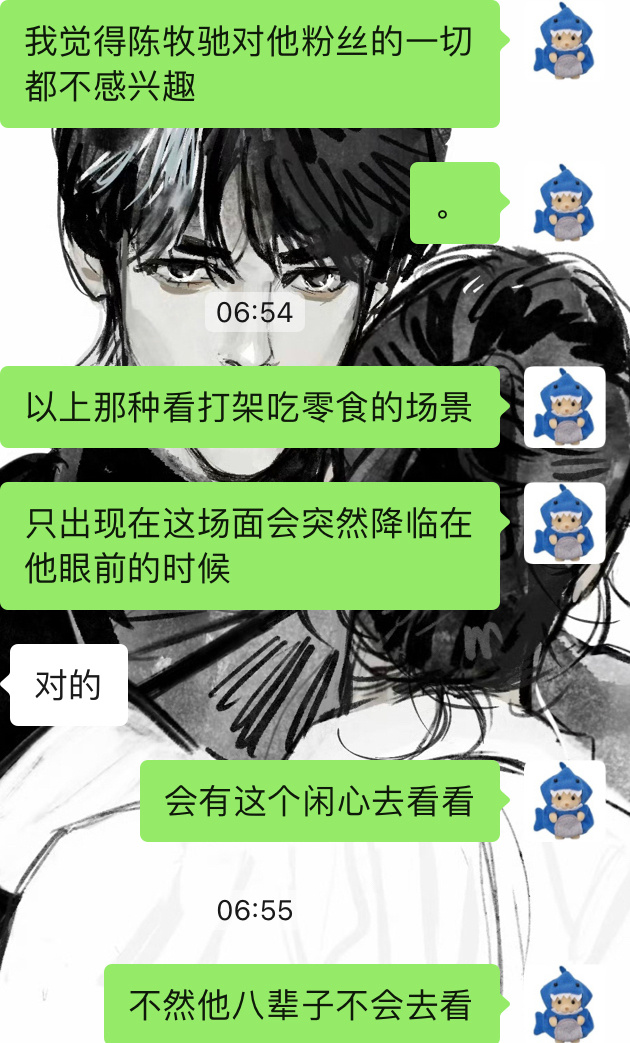 我觉得陈牧驰对他粉丝的一切
都不感兴趣
。
06:54
以上那种看打架吃零食的场景
只出现在这场面会突然降临在
他眼前的时候
对的
会有这个闲心去看看
06:55
不然他八辈子不会去看